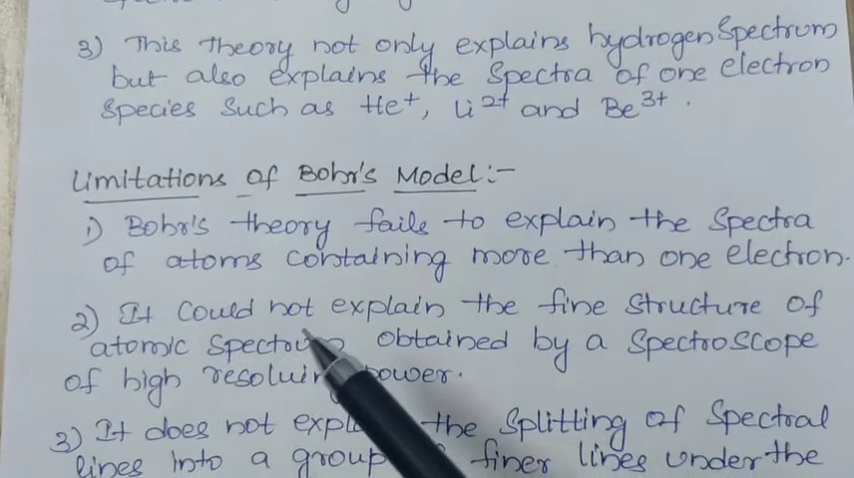 3) This theory not only explains hydrogen Spectrum
but also explains the Spectra of one electron
Species Such as He⁺, Li²⁺ and Be³⁺.
Limitations of Bohr's Model:-
1) Bohr's theory fails to explain the Spectra
of atoms containing more than one electron.
2) It could not explain the fine structure of
atomic Spectrum obtained by a Spectroscope
of high resolving power.
3) It does not the Splitting of Spectral
lines into a group finer lines under the